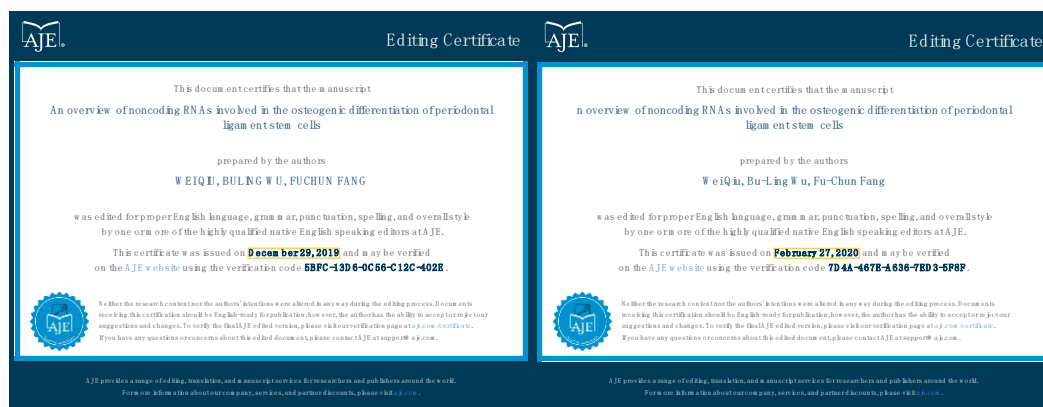 AJE®
Editing Certificate
This document certifies that the manuscript
An overview of noncoding RNAs involved in the osteogenic differentiation of periodontal
ligament stem cells
prepared by the authors
WEI QIU, BULING WU, FUCHUN FANG
was edited for proper English language, grammar, punctuation, spelling, and overall style
by one or more of the highly qualified native English speaking editors at AJE.
This certificate was issued on December 29, 2019 and may be verified
on the AJE website using the verification code 5BFC-13D6-0C56-C12C-402E.
AJE
Neither the research content nor the authors' intentions were altered in any way during the editing process. Documents
receiving this certification should be English-ready for publication; however, the author has the ability to accept or reject our
suggestions and changes. To verify the final AJE edited version, please visit our verification page at aje.com/certificate.
If you have any questions or concerns about this edited document, please contact AJE at support@aje.com.
AJE provides a range of editing, translation, and manuscript services for researchers and publishers around the world.
For more information about our company, services, and partner discounts, please visit aje.com.
AJE®
Editing Certificate
This document certifies that the manuscript
n overview of noncoding RNAs involved in the osteogenic differentiation of periodontal
ligament stem cells
prepared by the authors
Wei Qiu, Bu-Ling Wu, Fu-Chun Fang
was edited for proper English language, grammar, punctuation, spelling, and overall style
by one or more of the highly qualified native English speaking editors at AJE.
This certificate was issued on February 27, 2020 and may be verified
on the AJE website using the verification code 7D4A-467E-A636-7ED3-5F8F.
AJE
Neither the research content nor the authors' intentions were altered in any way during the editing process. Documents
receiving this certification should be English-ready for publication; however, the author has the ability to accept or reject our
suggestions and changes. To verify the final AJE edited version, please visit our verification page at aje.com/certificate.
If you have any questions or concerns about this edited document, please contact AJE at support@aje.com.
AJE provides a range of editing, translation, and manuscript services for researchers and publishers around the world.
For more information about our company, services, and partner discounts, please visit aje.com.